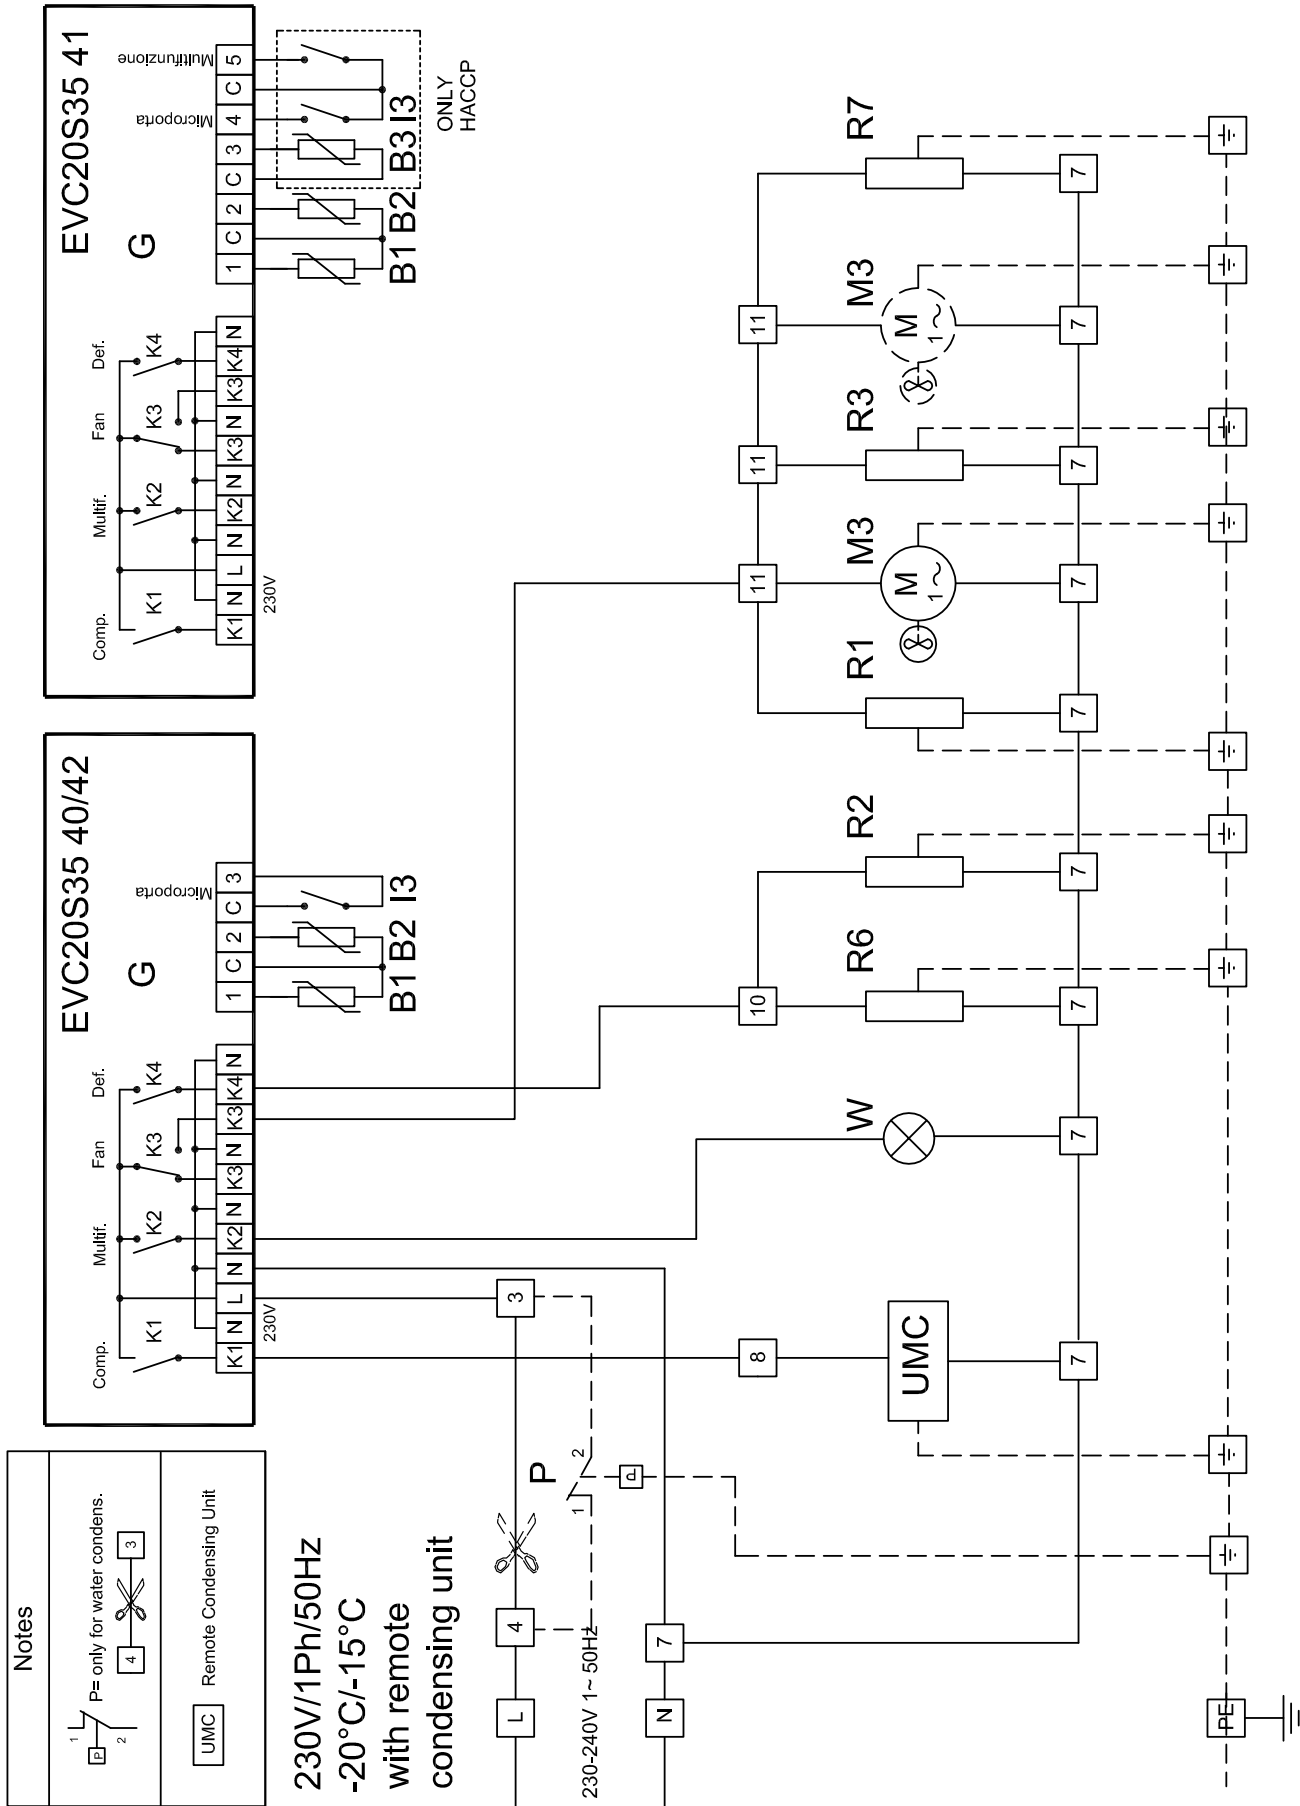 Notes
1
P
2
P= only for water condens.
4
3
UMC
Remote Condensing Unit
230V/1Ph/50Hz
-20°C/-15°C
with remote
condensing unit
EVC20S35 40/42
G
Comp.
Multif.
Fan
Def.
K1
K2
K3
K4
K1
N
L
N
K2
N
K3
N
K3
K4
N
230V
1
C
2
C
3
Microporta
B1
B2
I3
EVC20S35 41
G
Comp.
Multif.
Fan
Def.
K1
K2
K3
K4
K1
N
L
N
K2
N
K3
N
K3
K4
N
230V
1
C
2
C
3
4
C
5
Microporta
Multifunzione
B1
B2
B3
I3
ONLY
HACCP
L
4
3
230-240V 1~ 50Hz
N
7
P
1
2
P
8
10
11
11
11
UMC
W
R6
R2
R1
M3
M
1~
R3
M3
M
1~
R7
7
7
7
7
7
7
7
7
7
PE